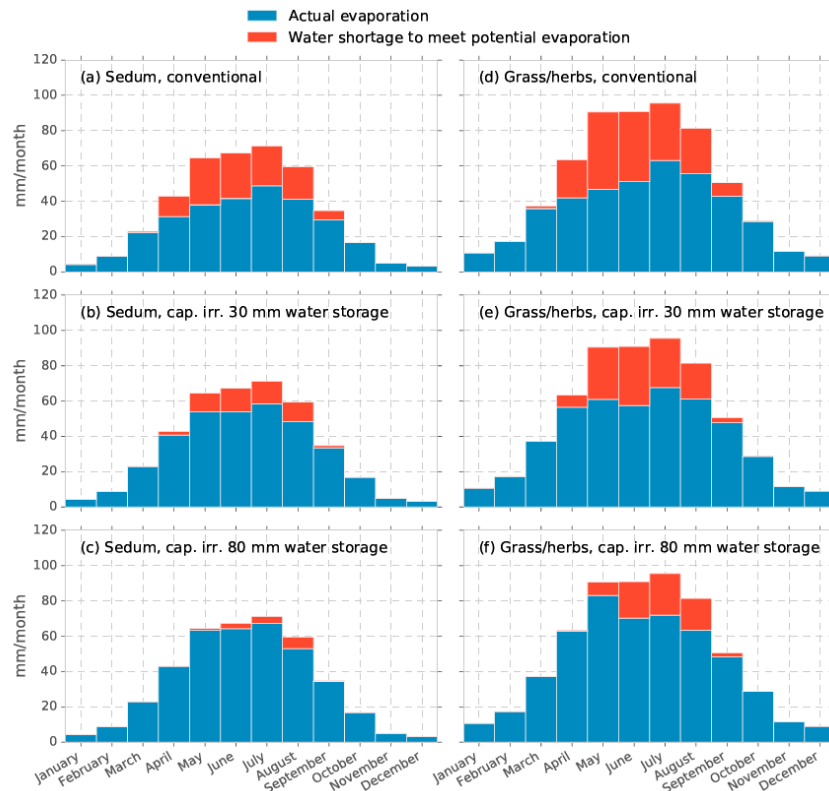 Actual evaporation
Water shortage to meet potential evaporation
120
100
80
60
40
20
0
mm/month
(a) Sedum, conventional
(d) Grass/herbs, conventional
120
100
80
60
40
20
0
mm/month
(b) Sedum, cap. irr. 30 mm water storage
(e) Grass/herbs, cap. irr. 30 mm water storage
120
100
80
60
40
20
0
mm/month
(c) Sedum, cap. irr. 80 mm water storage
(f) Grass/herbs, cap. irr. 80 mm water storage
January
February
March
April
May
June
July
August
September
October
November
December
January
February
March
April
May
June
July
August
September
October
November
December